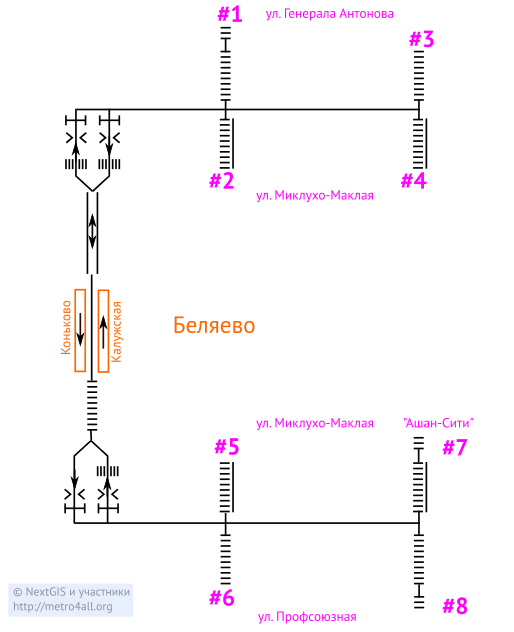 #1
ул. Генерала Антонова
#3
#2
#4
ул. Миклухо-Маклая
Коньково
Калужская
Беляево
ул. Миклухо-Маклая
"Ашан-Сити"
#5
#7
#6
#8
ул. Профсоюзная
© NextGIS и участники
http://metro4all.org